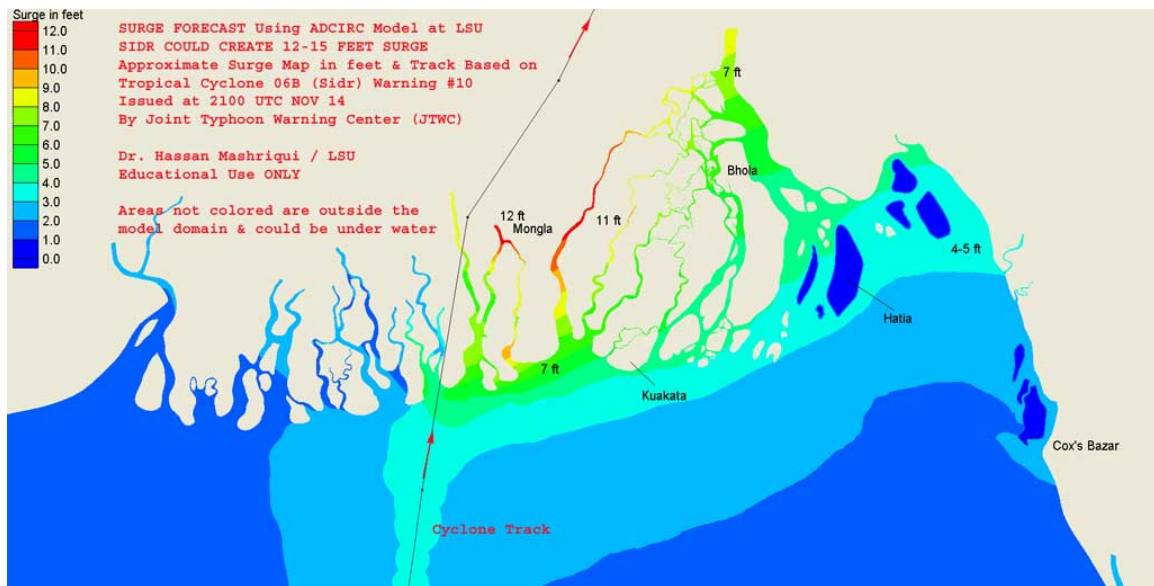 Surge in feet
12.0
11.0
10.0
9.0
8.0
7.0
6.0
5.0
4.0
3.0
2.0
1.0
0.0
SURGE FORECAST Using ADCIRC Model at LSU
SIDR COULD CREATE 12-15 FEET SURGE
Approximate Surge Map in feet & Track Based on
Tropical Cyclone 06B (Sidr) Warning #10
Issued at 2100 UTC NOV 14
By Joint Typhoon Warning Center (JTWC)
Dr. Hassan Mashriqui / LSU
Educational Use ONLY
Areas not colored are outside the
model domain & could be under water
7 ft
Bhola
12 ft
Mongla
11 ft
4-5 ft
Hatia
7 ft
Kuakata
Cox's Bazar
Cyclone Track